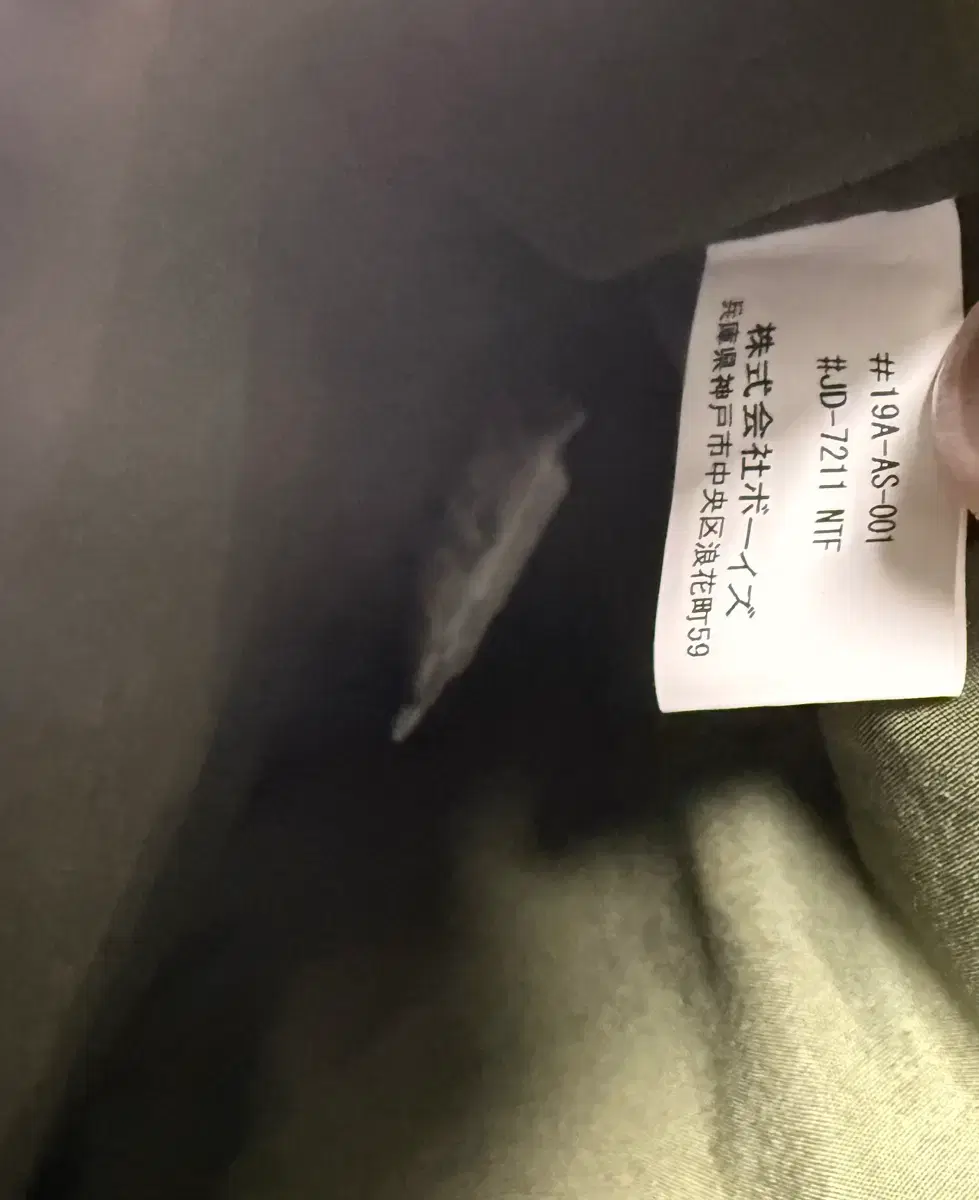 #19A-AS-001
#JD-7211 NTF
株式会社ボーイズ
兵庫県神戸市中央区浪花町59